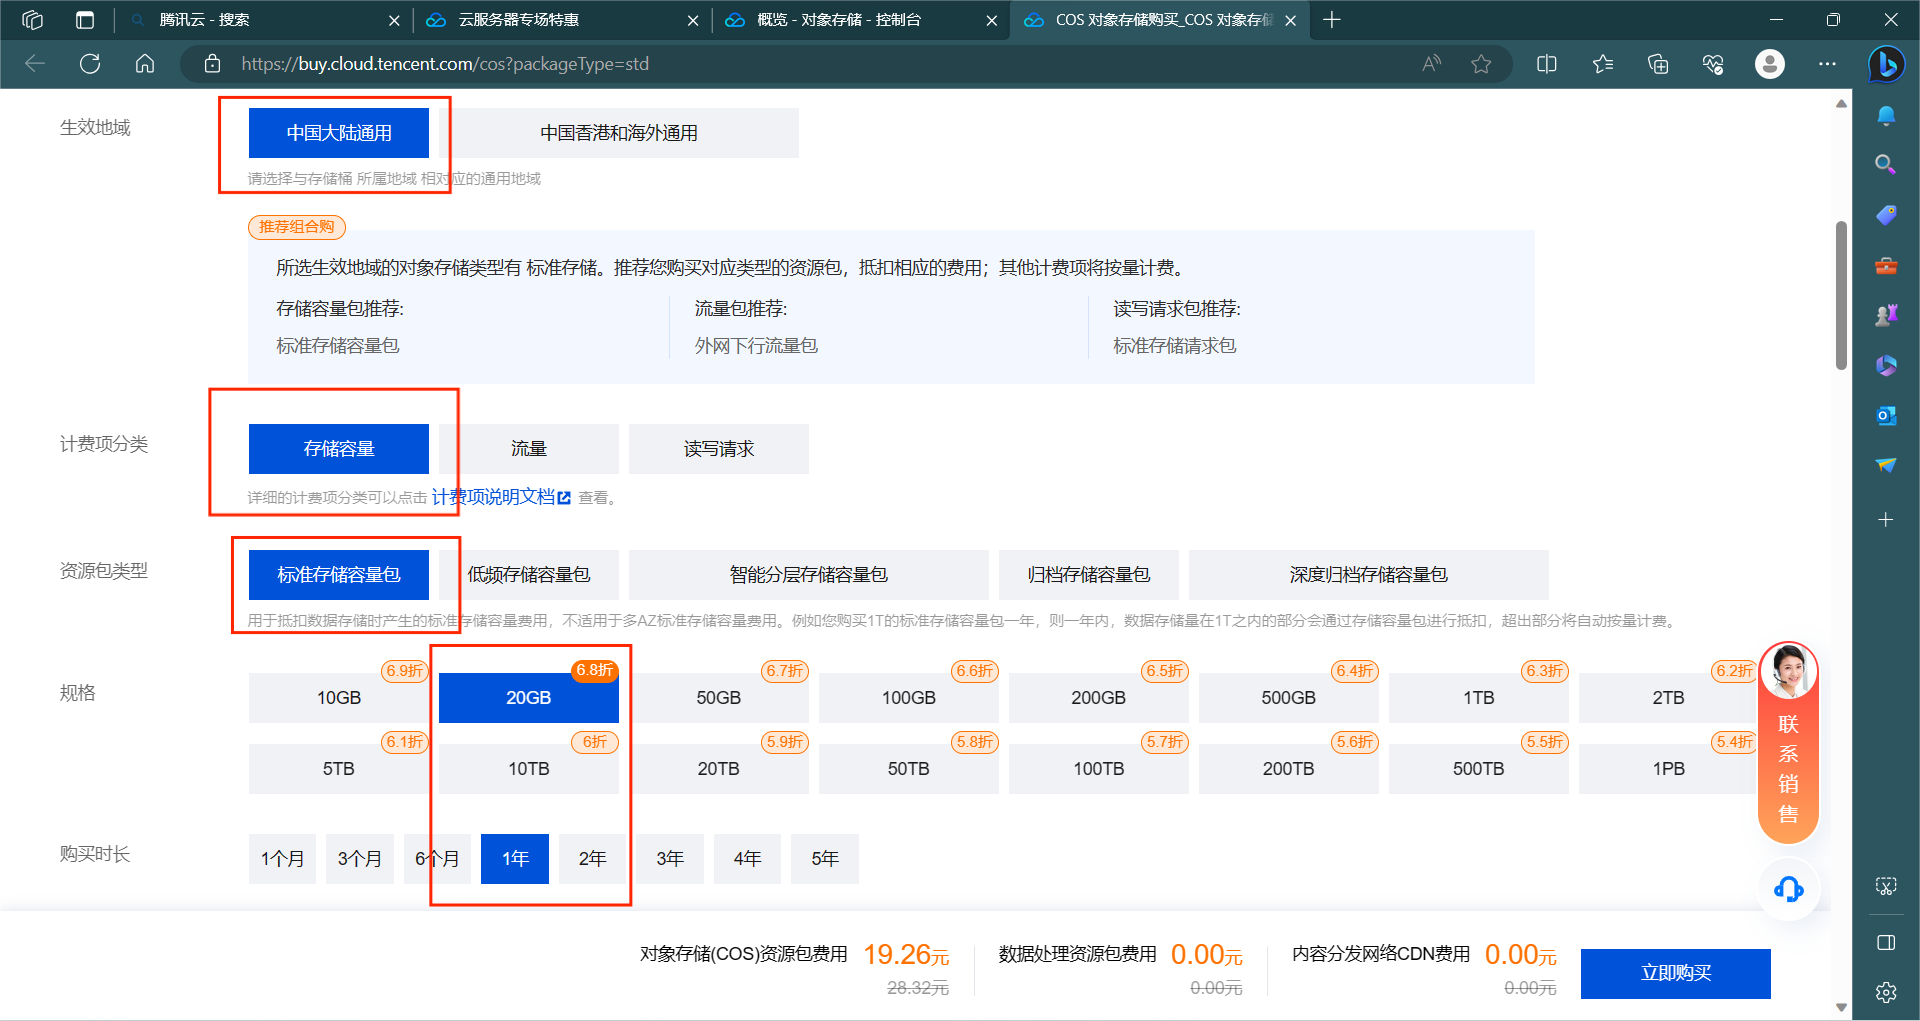 腾讯云 - 搜索
云服务器专场特惠
概览 - 对象存储 - 控制台
COS 对象存储购买_COS 对象存储
https://buy.cloud.tencent.com/cos?packageType=std
生效地域
中国大陆通用
中国香港和海外通用
请选择与存储桶 所属地域 相对应的通用地域
推荐组合购
所选生效地域的对象存储类型有 标准存储。推荐您购买对应类型的资源包，抵扣相应的费用；其他计费项将按量计费。
存储容量包推荐:
流量包推荐:
读写请求包推荐:
标准存储容量包
外网下行流量包
标准存储请求包
计费项分类
存储容量
流量
读写请求
详细的计费项分类可以点击 计费项说明文档 查看。
资源包类型
标准存储容量包
低频存储容量包
智能分层存储容量包
归档存储容量包
深度归档存储容量包
用于抵扣数据存储时产生的标准存储容量费用，不适用于多AZ标准存储容量费用。例如您购买1T的标准存储容量包一年，则一年内，数据存储量在1T之内的部分会通过存储容量包进行抵扣，超出部分将自动按量计费。
规格
6.9折
6.8折
6.7折
6.6折
6.5折
6.4折
6.3折
6.2折
10GB
20GB
50GB
100GB
200GB
500GB
1TB
2TB
6.1折
6折
5.9折
5.8折
5.7折
5.6折
5.5折
5.4折
5TB
10TB
20TB
50TB
100TB
200TB
500TB
1PB
联
系
销
售
购买时长
1个月
3个月
6个月
1年
2年
3年
4年
5年
对象存储(COS)资源包费用 19.26元
28.32元
数据处理资源包费用 0.00元
0.00元
内容分发网络CDN费用 0.00元
0.00元
立即购买